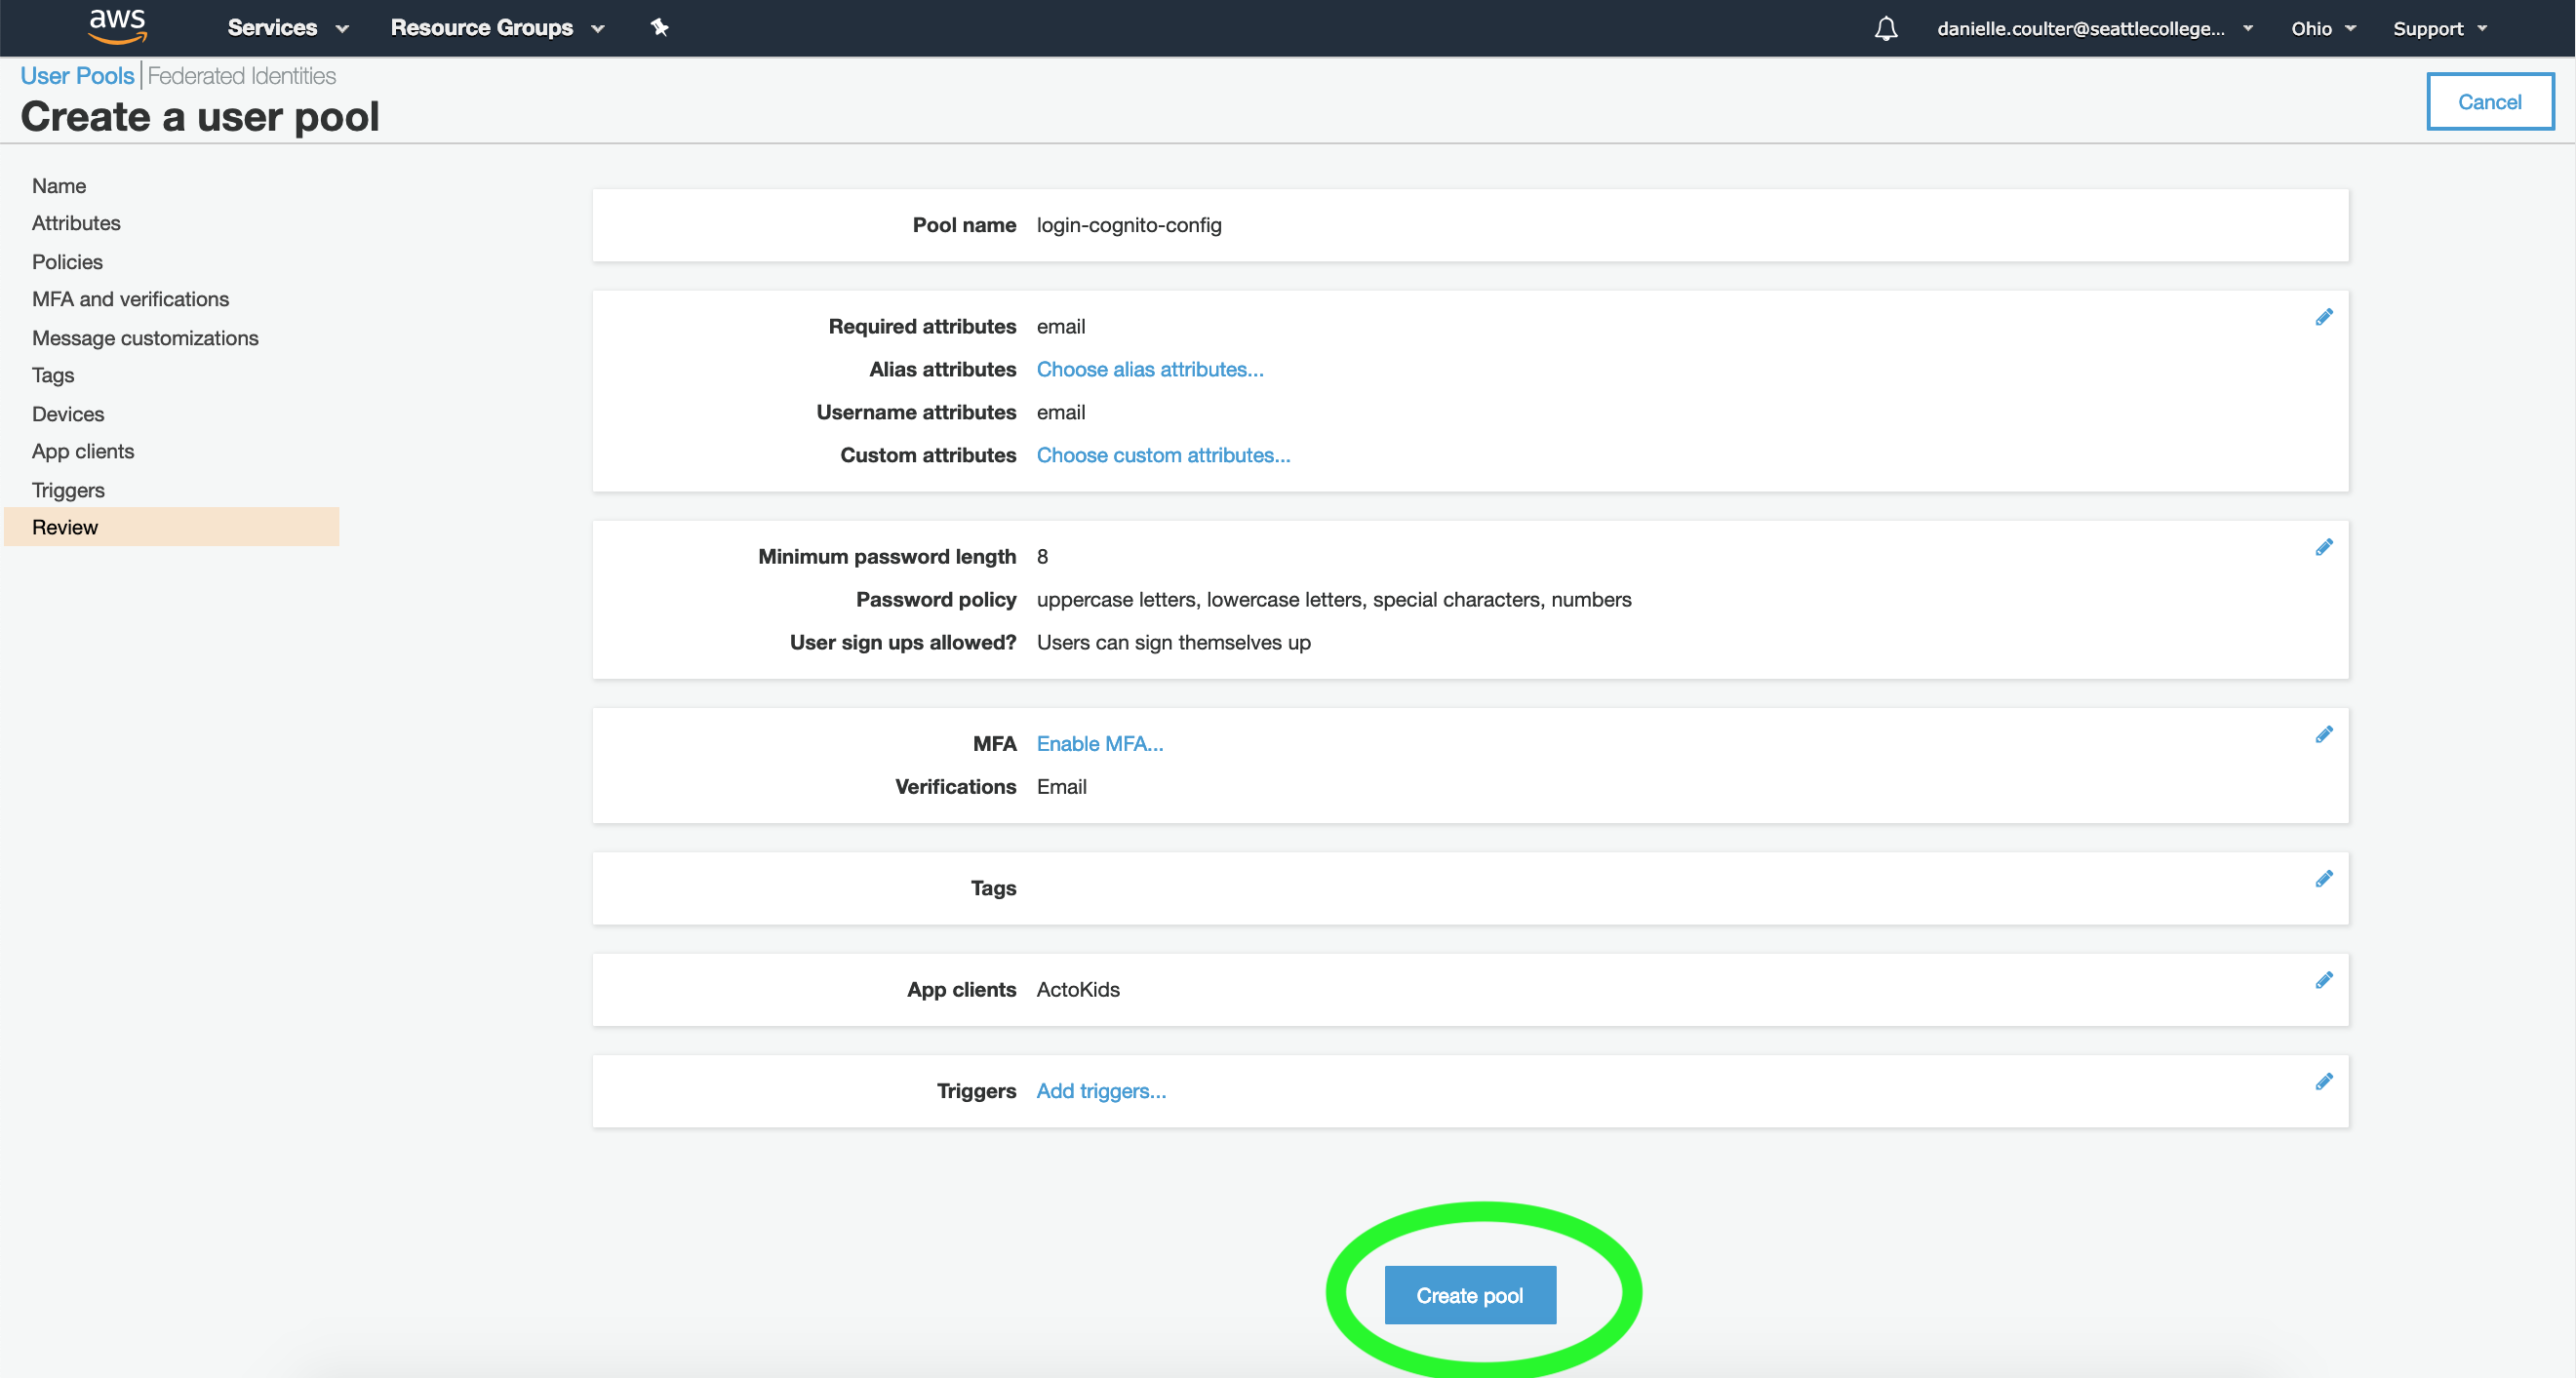 aws Services Resource Groups danielle.coulter@seattlecollege... Ohio Support
User Pools Federated Identities
Create a user pool
Cancel
Name
Attributes
Policies
MFA and verifications
Message customizations
Tags
Devices
App clients
Triggers
Review
Pool name login-cognito-config
Required attributes email
Alias attributes Choose alias attributes...
Username attributes email
Custom attributes Choose custom attributes...
Minimum password length 8
Password policy uppercase letters, lowercase letters, special characters, numbers
User sign ups allowed? Users can sign themselves up
MFA Enable MFA...
Verifications Email
Tags
App clients ActoKids
Triggers Add triggers...
Create pool